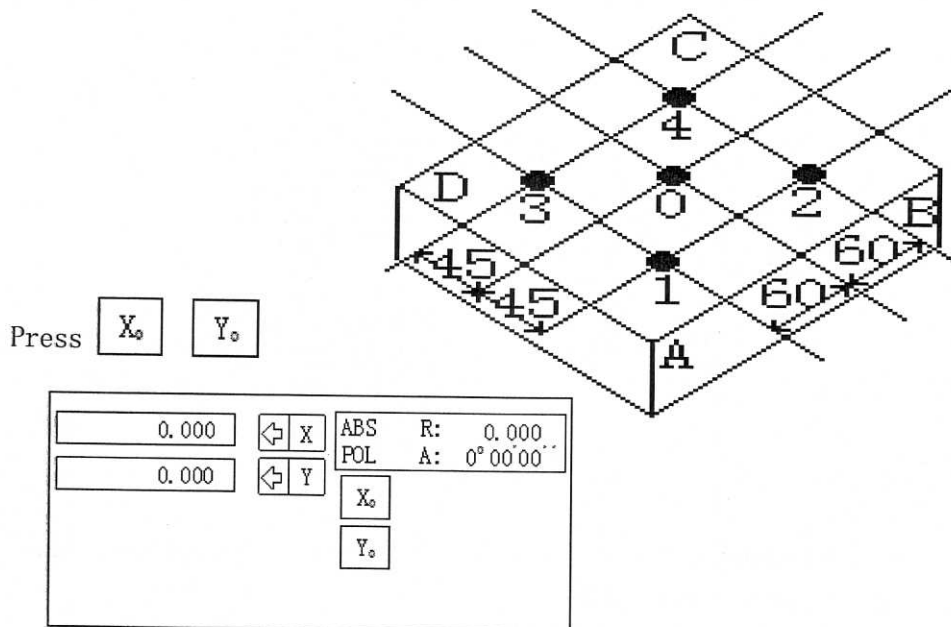 C
4
D
3
0
2
B
45
60
45
1
60
A
Press X₀ Y₀
0.000 X ABS R: 0.000
0.000 Y POL A: 0°00′00′′
X₀
Y₀